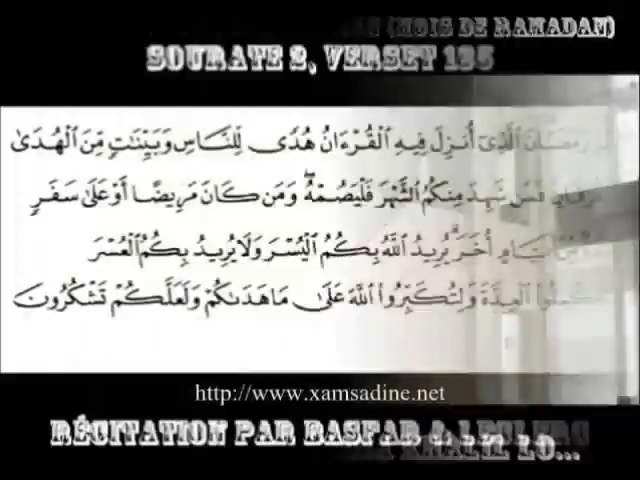 (MOIS DE RAMADAN)
SOURATE 2, VERSET 185
رَمَضَانَ ٱلَّذِىٓ أُنزِلَ فِيهِ ٱلْقُرْءَانُ هُدًى لِّلنَّاسِ وَبَيِّنَٰتٍ مِّنَ ٱلْهُدَىٰ
فَمَن شَهِدَ مِنكُمُ ٱلشَّهْرَ فَلْيَصُمْهُ ۖ وَمَن كَانَ مَرِيضًا أَوْ عَلَىٰ سَفَرٍ
أُخَرَ ۗ يُرِيدُ ٱللَّهُ بِكُمُ ٱلْيُسْرَ وَلَا يُرِيدُ بِكُمُ ٱلْعُسْرَ
ٱلْعِدَّةَ وَلِتُكَبِّرُوا۟ ٱللَّهَ عَلَىٰ مَا هَدَىٰكُمْ وَلَعَلَّكُمْ تَشْكُرُونَ
http://www.xamsadine.net
RÉCITATION PAR BASFAR &
LO...